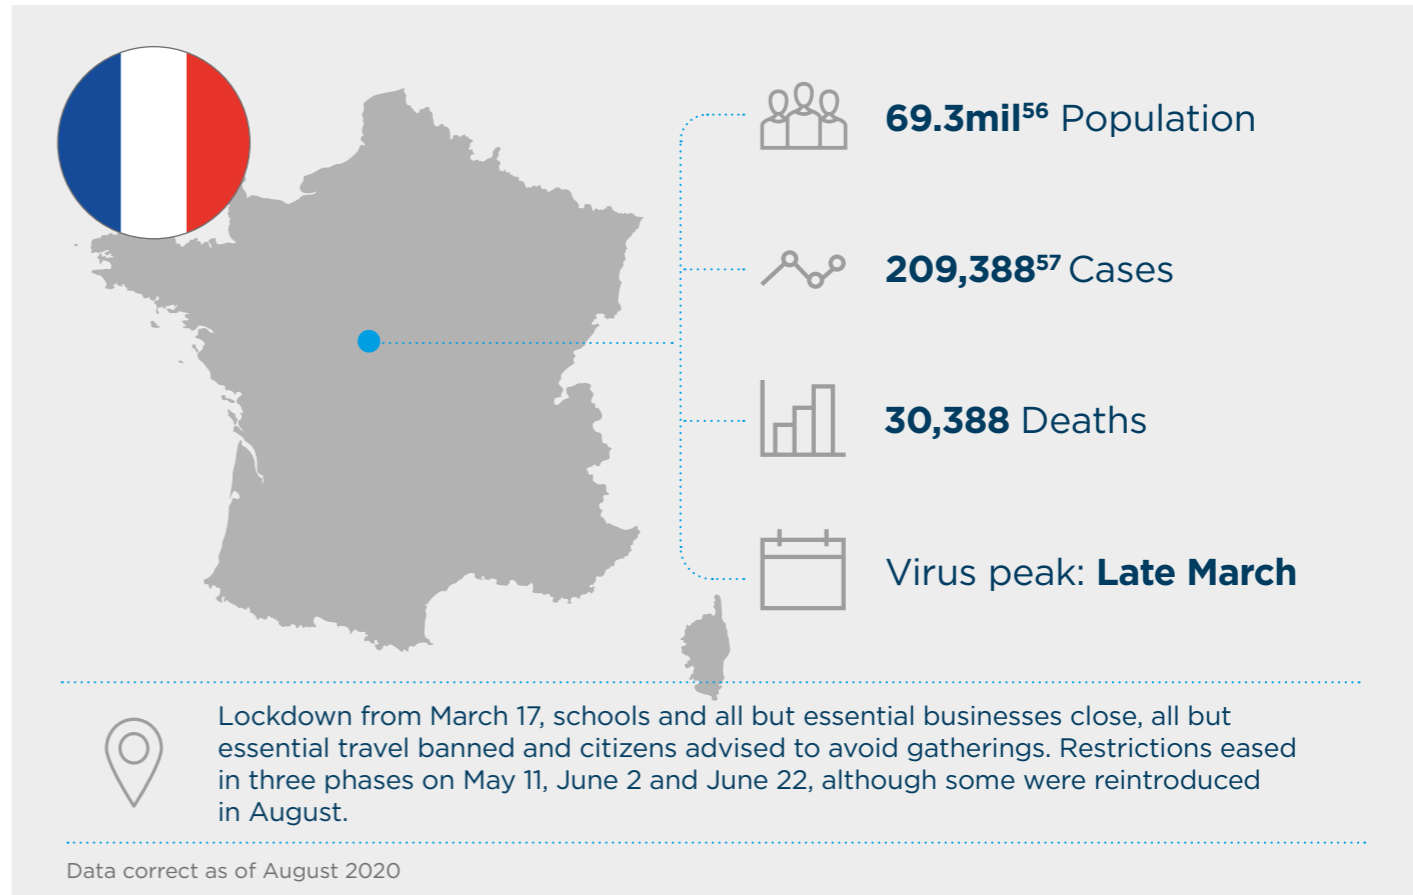 69.3mil56 Population
209,38857 Cases
30,388 Deaths
Virus peak: Late March
Lockdown from March 17, schools and all but essential businesses close, all but
essential travel banned and citizens advised to avoid gatherings. Restrictions eased
in three phases on May 11, June 2 and June 22, although some were reintroduced
in August.
Data correct as of August 2020